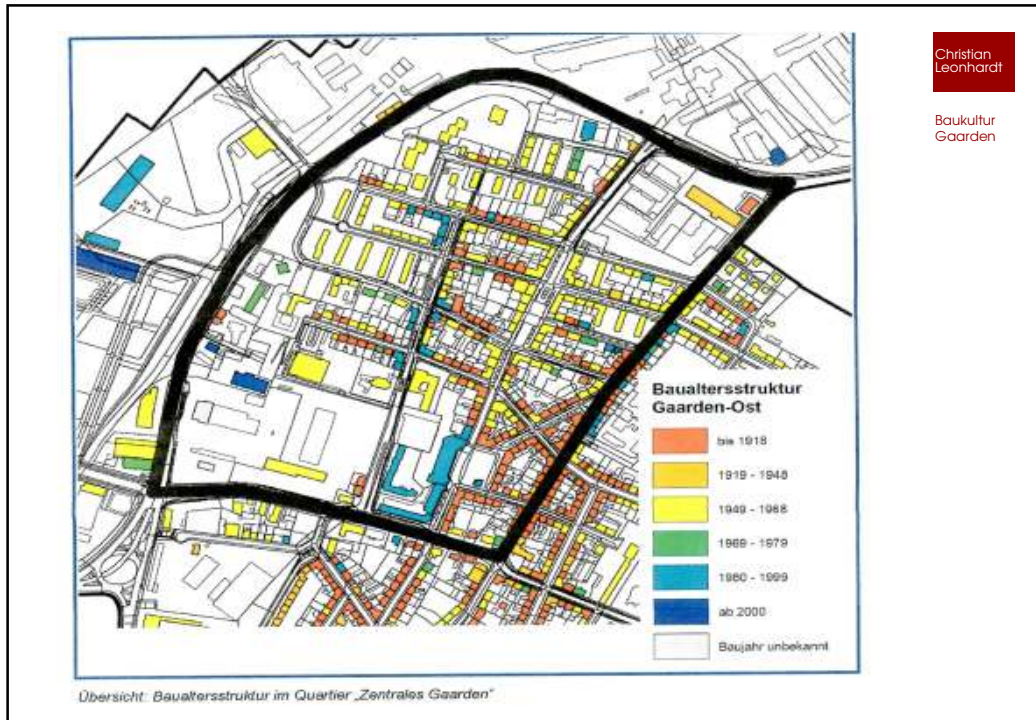 Christian
Leonhardt
Baukultur
Gaarden
Baualtersstruktur
Gaarden-Ost
bis 1918
1919 - 1948
1949 - 1968
1969 - 1979
1980 - 1999
ab 2000
Baujahr unbekannt
Übersicht: Baualtersstruktur im Quartier „Zentrales Gaarden"